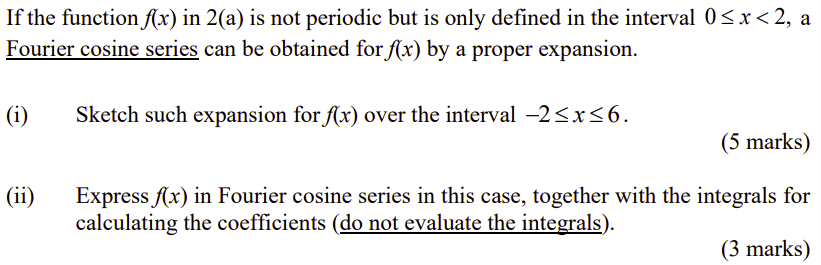 If the function f(x) in 2(a) is not periodic but is only defined in the interval 0 ≤ x < 2, a
Fourier cosine series can be obtained for f(x) by a proper expansion.
(i) Sketch such expansion for f(x) over the interval −2 ≤ x ≤ 6.
(5 marks)
(ii) Express f(x) in Fourier cosine series in this case, together with the integrals for
calculating the coefficients (do not evaluate the integrals).
(3 marks)